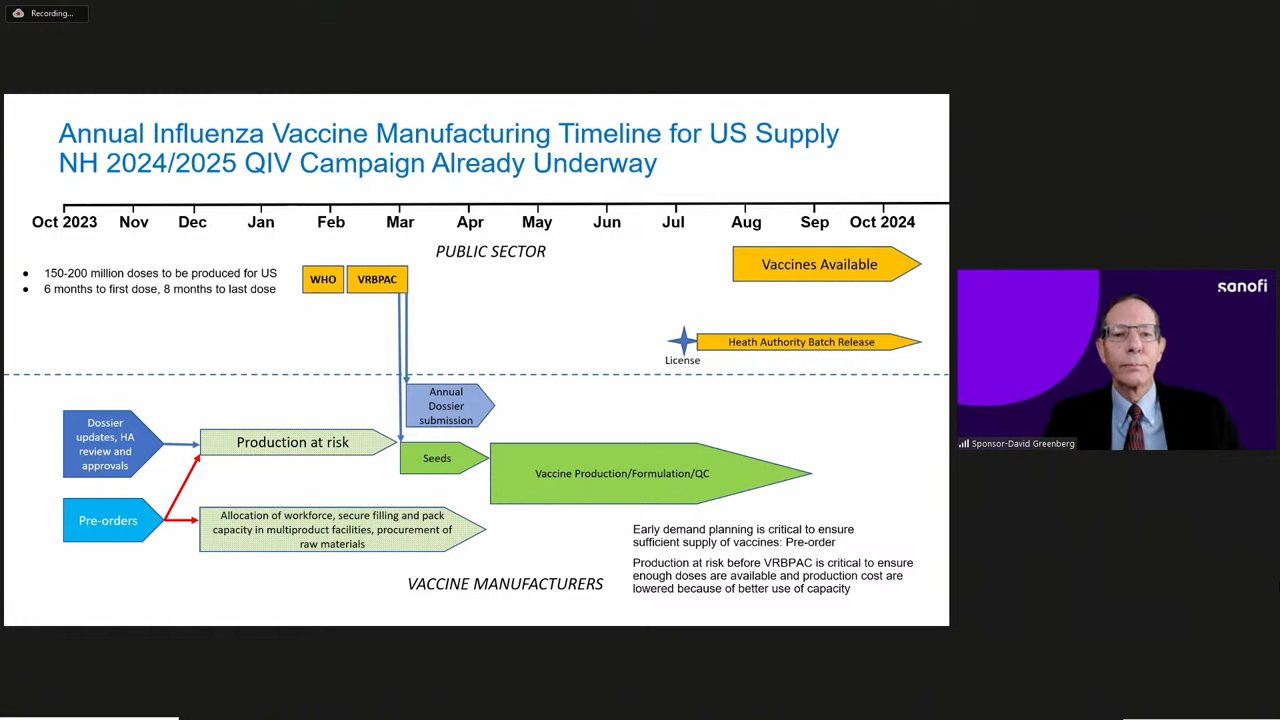 Recording...
Annual Influenza Vaccine Manufacturing Timeline for US Supply
NH 2024/2025 QIV Campaign Already Underway
Oct 2023 Nov Dec Jan Feb Mar Apr May Jun Jul Aug Sep Oct 2024
PUBLIC SECTOR
• 150-200 million doses to be produced for US
• 6 months to first dose, 8 months to last dose
WHO
VRBPAC
Vaccines Available
License
Heath Authority Batch Release
Annual
Dossier
submission
Dossier
updates, HA
review and
approvals
Production at risk
Seeds
Vaccine Production/Formulation/QC
Pre-orders
Allocation of workforce, secure filling and pack
capacity in multiproduct facilities, procurement of
raw materials
Early demand planning is critical to ensure
sufficient supply of vaccines: Pre-order
Production at risk before VRBPAC is critical to ensure
enough doses are available and production cost are
lowered because of better use of capacity
VACCINE MANUFACTURERS
sanofi
Sponsor-David Greenberg